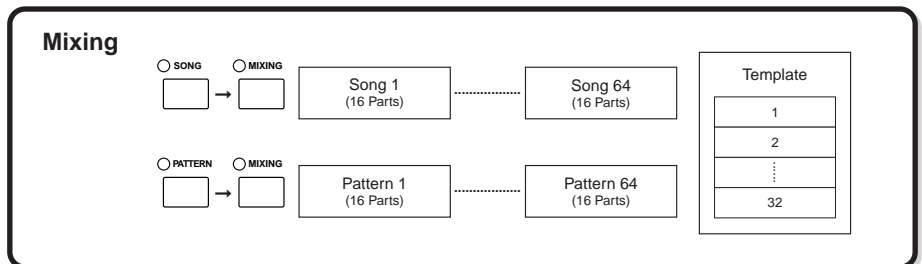 Mixing
SONG MIXING
Song 1
(16 Parts)
Song 64
(16 Parts)
PATTERN MIXING
Pattern 1
(16 Parts)
Pattern 64
(16 Parts)
Template
1
2
32